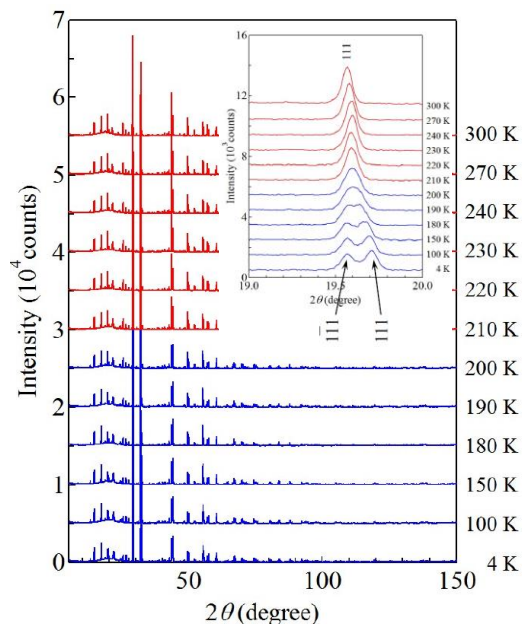 7
6
5
4
3
2
1
0
Intensity (10⁴ counts)
50
100
150
2θ (degree)
300 K
270 K
240 K
230 K
220 K
210 K
200 K
190 K
180 K
150 K
100 K
4 K
16
12
8
4
0
Intensity (10³ counts)
111
300 K
270 K
240 K
230 K
220 K
210 K
200 K
190 K
180 K
150 K
100 K
4 K
19.0
19.5
20.0
2θ (degree)
1̅11
111